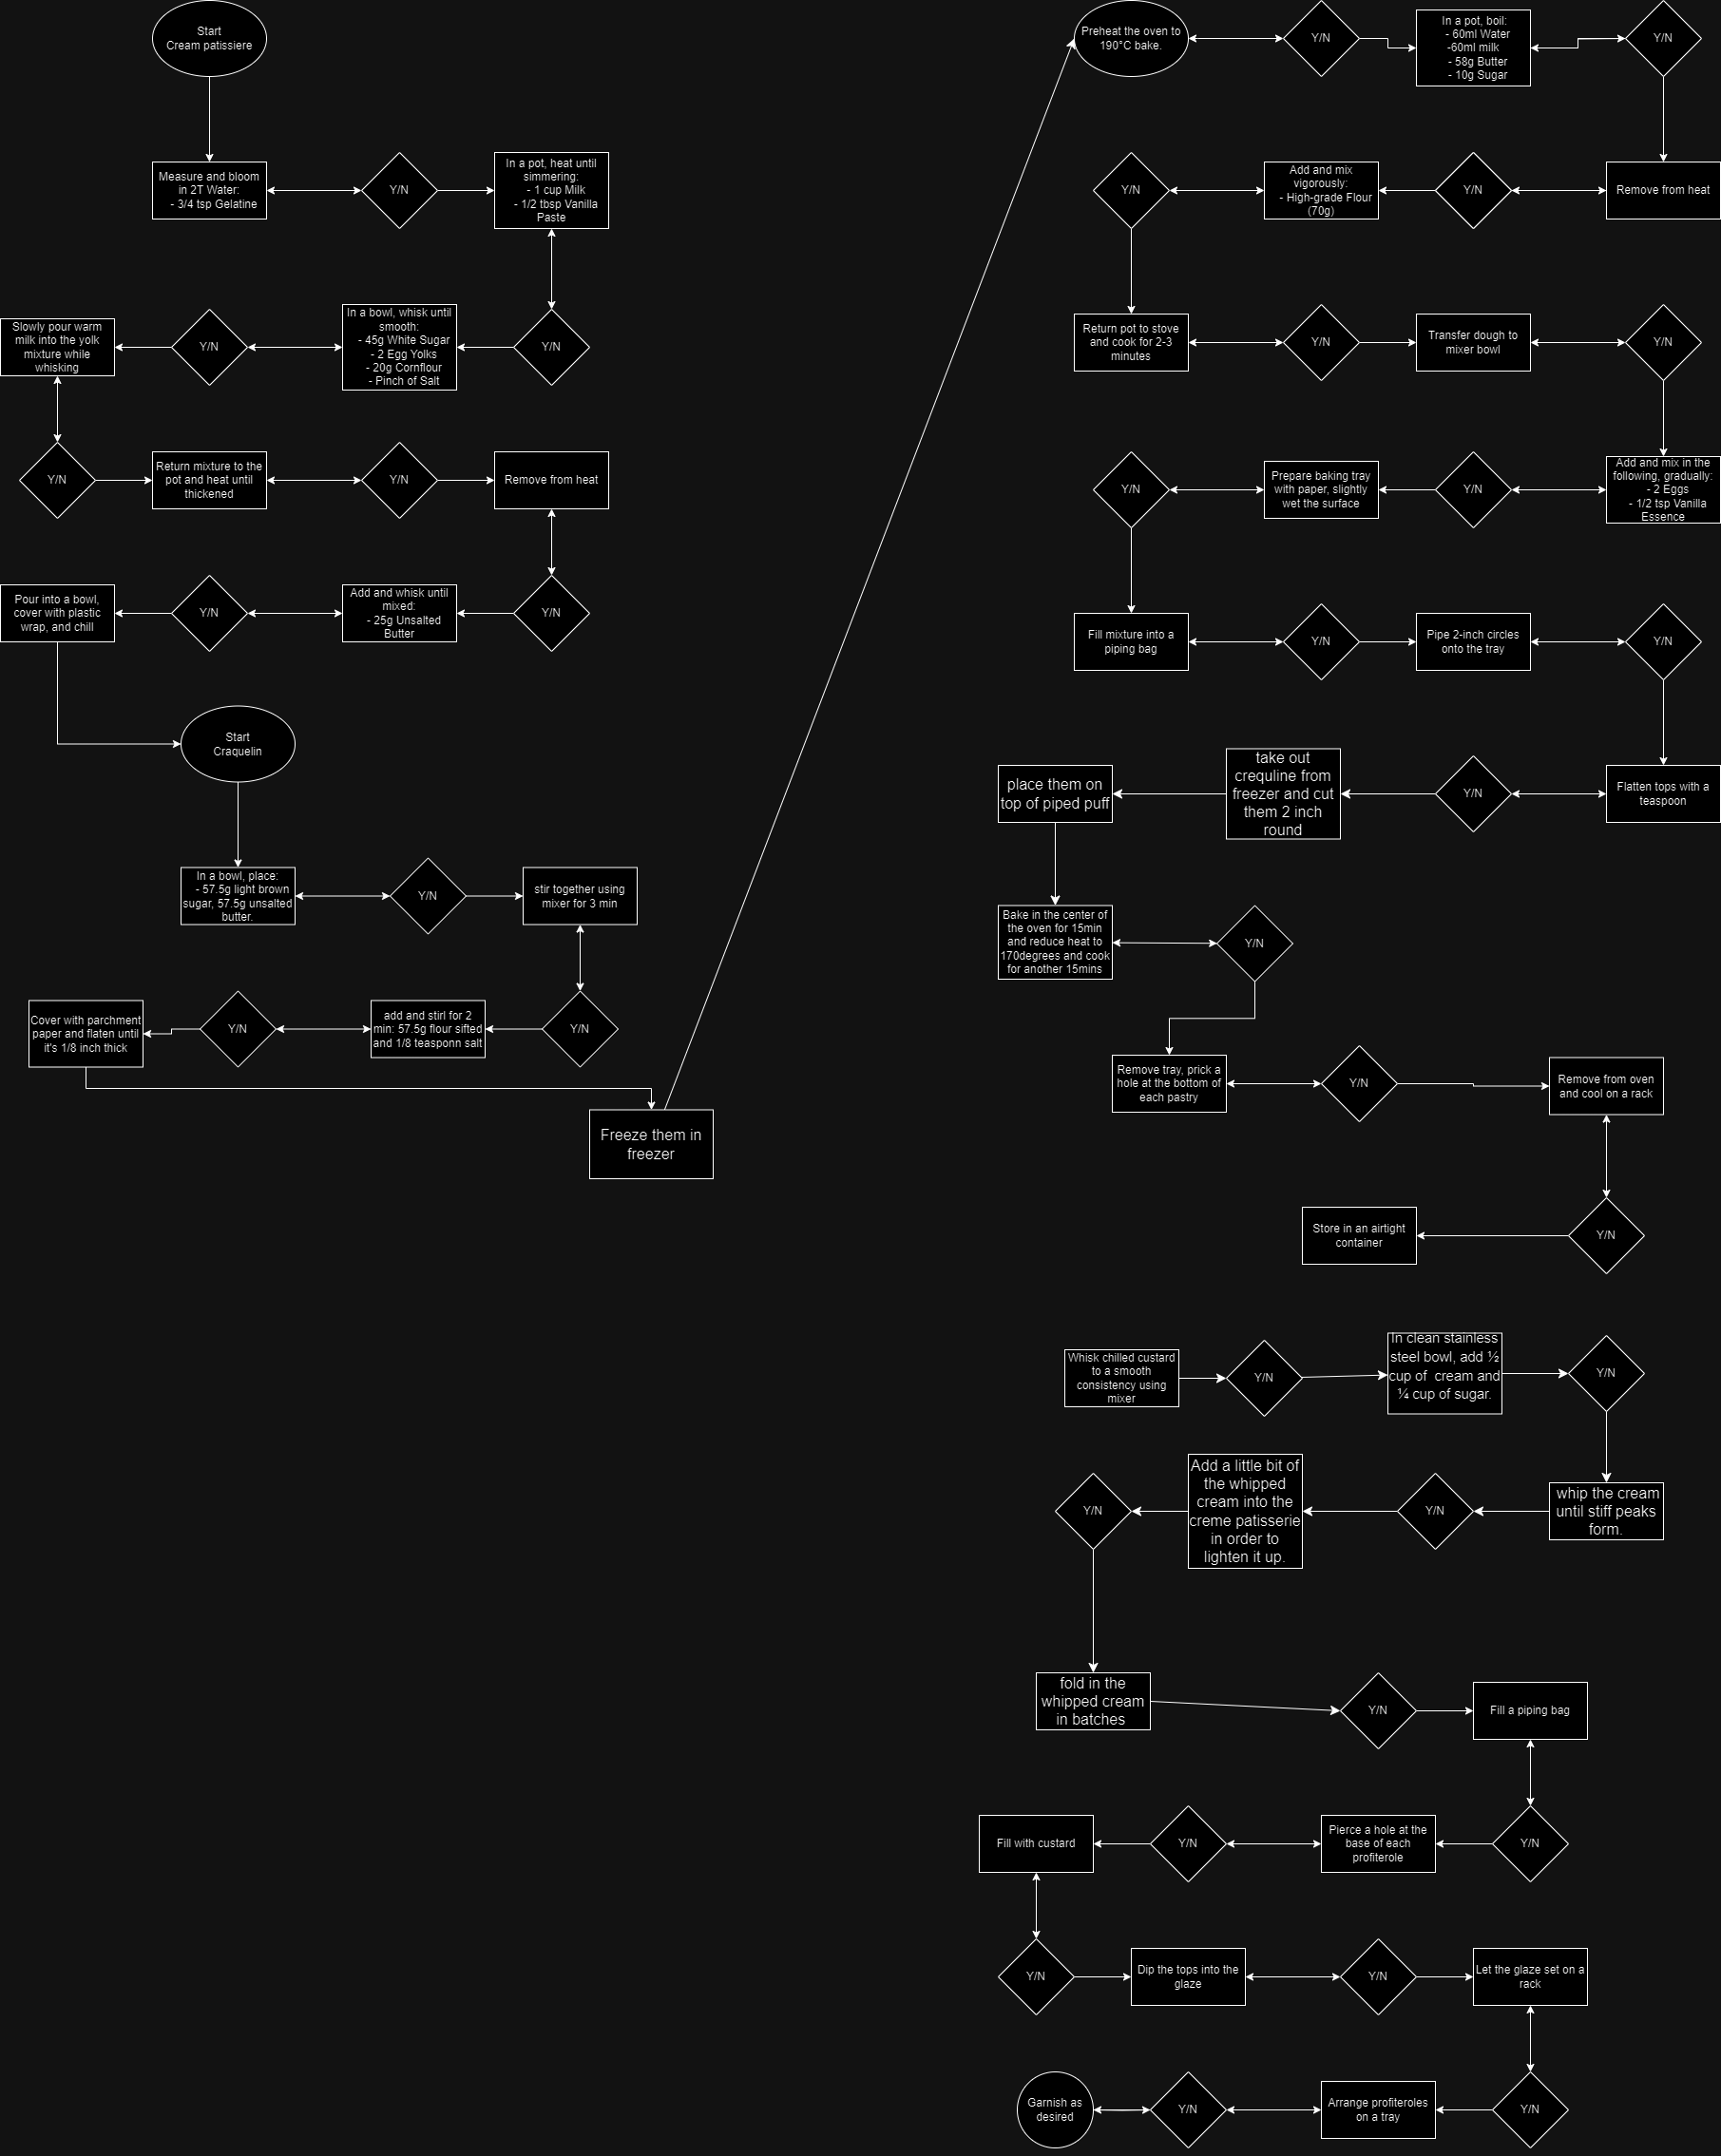 Start
Cream patissiere
Measure and bloom
in 2T Water:
- 3/4 tsp Gelatine
Y/N
In a pot, heat until
simmering:
- 1 cup Milk
- 1/2 tbsp Vanilla
Paste
Y/N
In a bowl, whisk until
smooth:
- 45g White Sugar
- 2 Egg Yolks
- 20g Cornflour
- Pinch of Salt
Y/N
Slowly pour warm
milk into the yolk
mixture while
whisking
Y/N
Return mixture to the
pot and heat until
thickened
Y/N
Remove from heat
Y/N
Add and whisk until
mixed:
- 25g Unsalted
Butter
Y/N
Pour into a bowl,
cover with plastic
wrap, and chill
Start
Craquelin
In a bowl, place:
- 57.5g light brown
sugar, 57.5g unsalted
butter.
Y/N
stir together using
mixer for 3 min
Y/N
add and stirl for 2
min: 57.5g flour sifted
and 1/8 teasponn salt
Y/N
Cover with parchment
paper and flaten until
it's 1/8 inch thick
Freeze them in
freezer
Preheat the oven to
190°C bake.
Y/N
In a pot, boil:
- 60ml Water
-60ml milk
- 58g Butter
- 10g Sugar
Y/N
Remove from heat
Y/N
Add and mix
vigorously:
- High-grade Flour
(70g)
Y/N
Return pot to stove
and cook for 2-3
minutes
Y/N
Transfer dough to
mixer bowl
Y/N
Add and mix in the
following, gradually:
- 2 Eggs
- 1/2 tsp Vanilla
Essence
Y/N
Prepare baking tray
with paper, slightly
wet the surface
Y/N
Fill mixture into a
piping bag
Y/N
Pipe 2-inch circles
onto the tray
Y/N
Flatten tops with a
teaspoon
Y/N
take out
crequline from
freezer and cut
them 2 inch
round
place them on
top of piped puff
Bake in the center of
the oven for 15min
and reduce heat to
170degrees and cook
for another 15mins
Y/N
Remove tray, prick a
hole at the bottom of
each pastry
Y/N
Remove from oven
and cool on a rack
Y/N
Store in an airtight
container
Whisk chilled custard
to a smooth
consistency using
mixer
Y/N
In clean stainless
steel bowl, add ½
cup of cream and
¼ cup of sugar.
Y/N
whip the cream
until stiff peaks
form.
Y/N
Add a little bit of
the whipped
cream into the
creme patisserie
in order to
lighten it up.
Y/N
fold in the
whipped cream
in batches
Y/N
Fill a piping bag
Y/N
Pierce a hole at the
base of each
profiterole
Y/N
Fill with custard
Y/N
Dip the tops into the
glaze
Y/N
Let the glaze set on a
rack
Y/N
Arrange profiteroles
on a tray
Y/N
Garnish as
desired